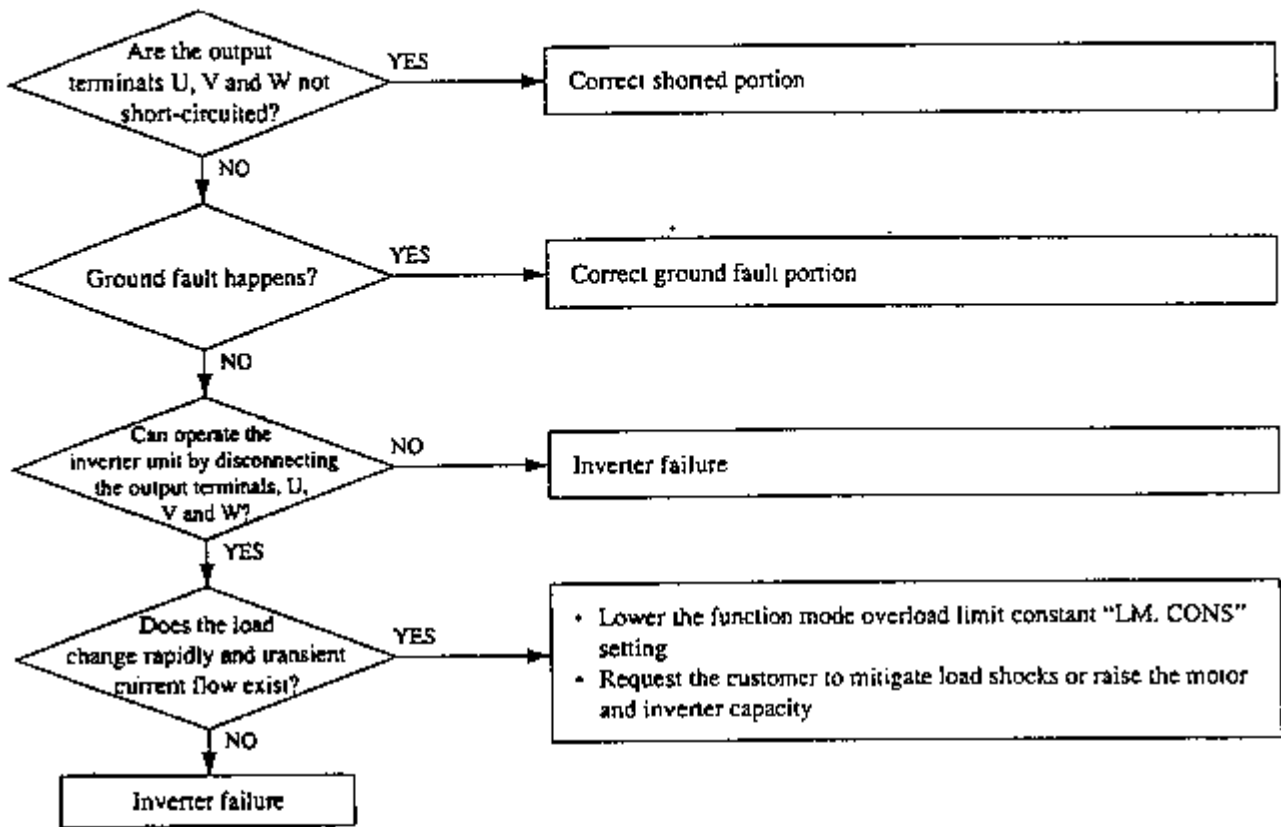 Are the output
terminals U, V and W not
short-circuited?
YES
Correct shorted portion
NO
Ground fault happens?
YES
Correct ground fault portion
NO
Can operate the
inverter unit by disconnecting
the output terminals, U,
V and W?
NO
Inverter failure
YES
Does the load
change rapidly and transient
current flow exist?
YES
• Lower the function mode overload limit constant “LM. CONS”
setting
• Request the customer to mitigate load shocks or raise the motor
and inverter capacity
NO
Inverter failure